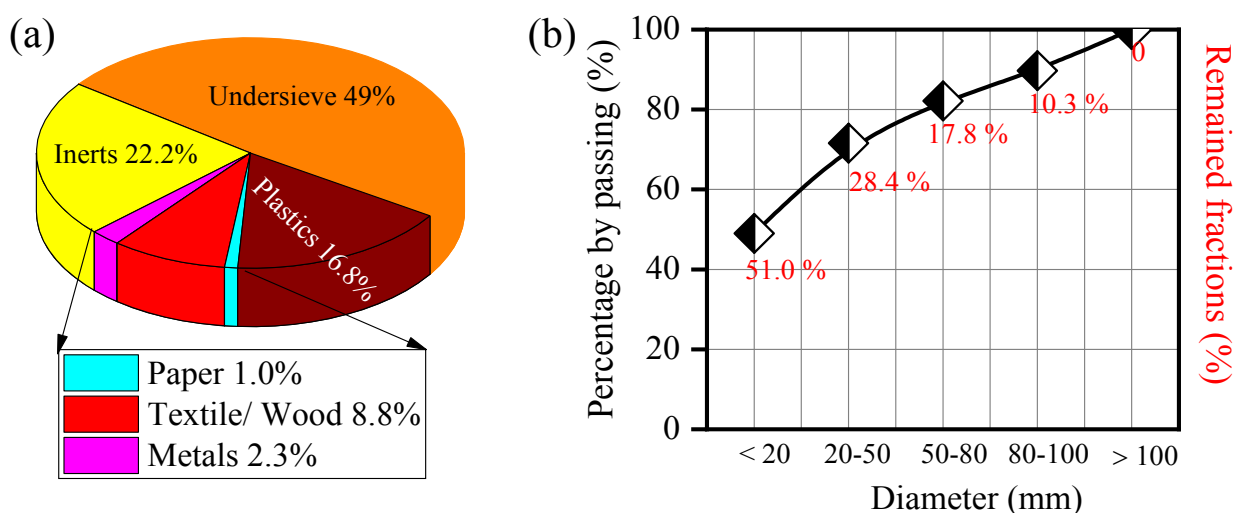 (a)
Undersieve 49%
Inerts 22.2%
Plastics 16.8%
Paper 1.0%
Textile/ Wood 8.8%
Metals 2.3%
(b)
Percentage by passing (%)
100
80
60
40
20
0
51.0 %
28.4 %
17.8 %
10.3 %
0
< 20
20-50
50-80
80-100
> 100
Diameter (mm)
Remained fractions (%)